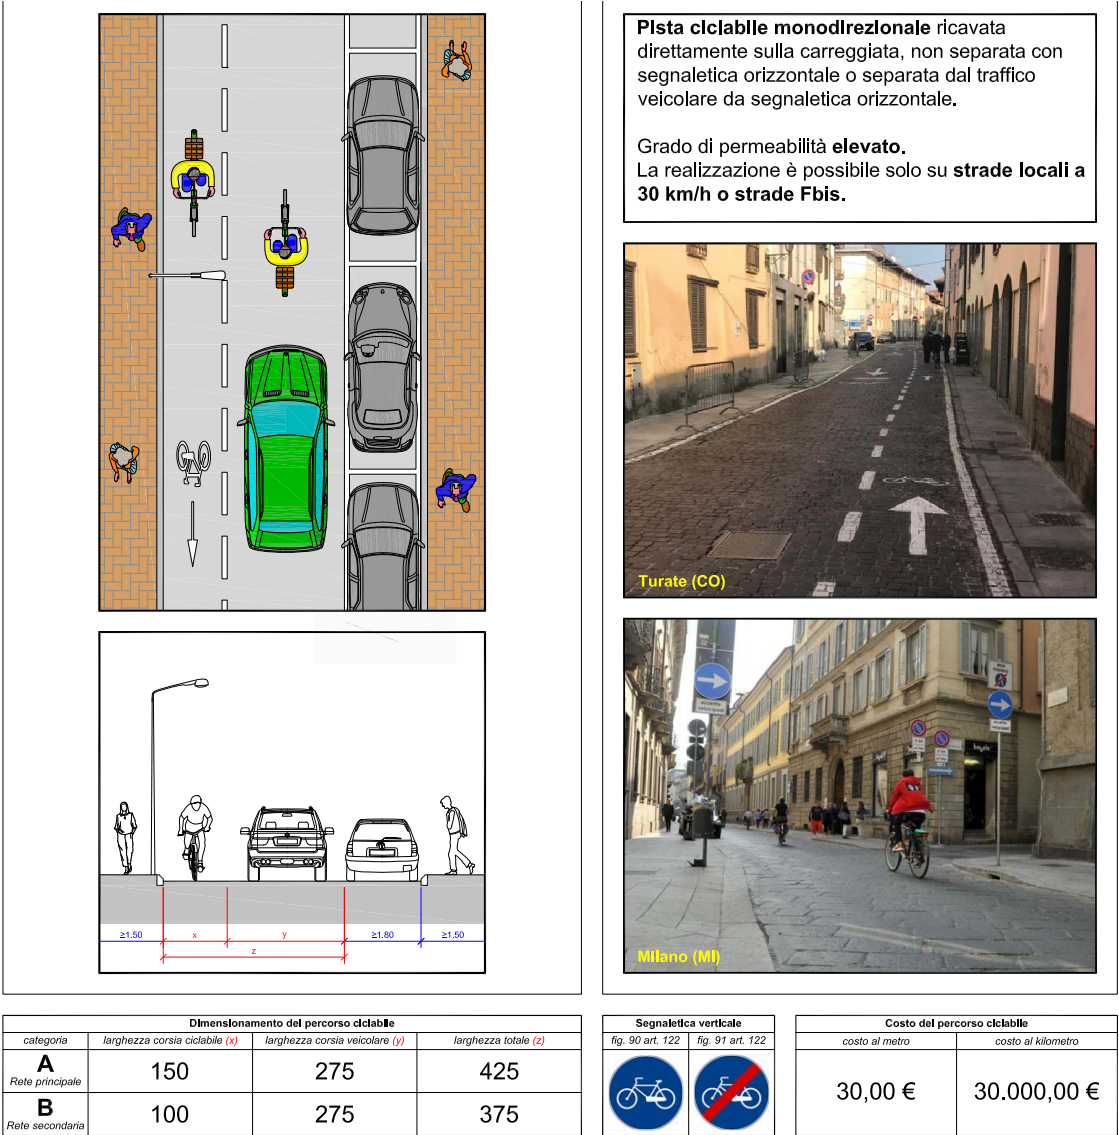 Pista ciclabile monodirezionale ricavata
direttamente sulla carreggiata, non separata con
segnaletica orizzontale o separata dal traffico
veicolare da segnaletica orizzontale.
Grado di permeabilità elevato.
La realizzazione è possibile solo su strade locali a
30 km/h o strade Fbis.
Turate (CO)
eccetto
velocipedi
eccetto
velocipedi
Milano (MI)
≥1.50
x
y
≥1.80
≥1.50
z
Dimensionamento del percorso ciclabile
categoria
larghezza corsia ciclabile (x)
larghezza corsia veicolare (y)
larghezza totale (z)
A
Rete principale
150
275
425
B
Rete secondaria
100
275
375
Segnaletica verticale
fig. 90 art. 122
fig. 91 art. 122
Costo del percorso ciclabile
costo al metro
costo al kilometro
30,00 €
30.000,00 €